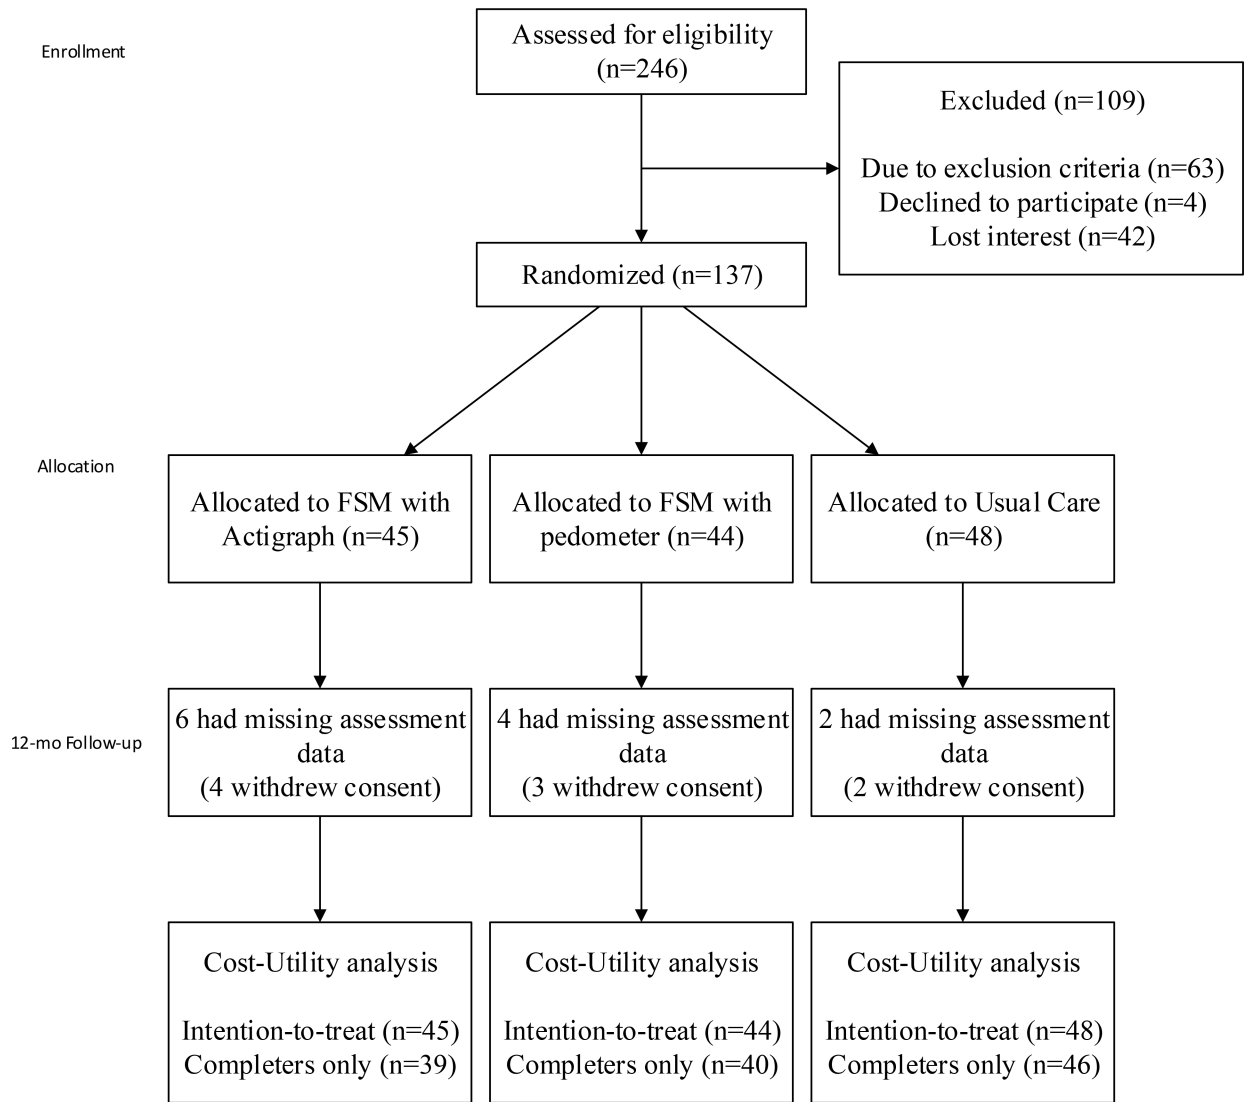 Enrollment
Assessed for eligibility
(n=246)
Excluded (n=109)
Due to exclusion criteria (n=63)
Declined to participate (n=4)
Lost interest (n=42)
Randomized (n=137)
Allocation
Allocated to FSM with
Actigraph (n=45)
Allocated to FSM with
pedometer (n=44)
Allocated to Usual Care
(n=48)
12-mo Follow-up
6 had missing assessment
data
(4 withdrew consent)
4 had missing assessment
data
(3 withdrew consent)
2 had missing assessment
data
(2 withdrew consent)
Cost-Utility analysis
Intention-to-treat (n=45)
Completers only (n=39)
Cost-Utility analysis
Intention-to-treat (n=44)
Completers only (n=40)
Cost-Utility analysis
Intention-to-treat (n=48)
Completers only (n=46)